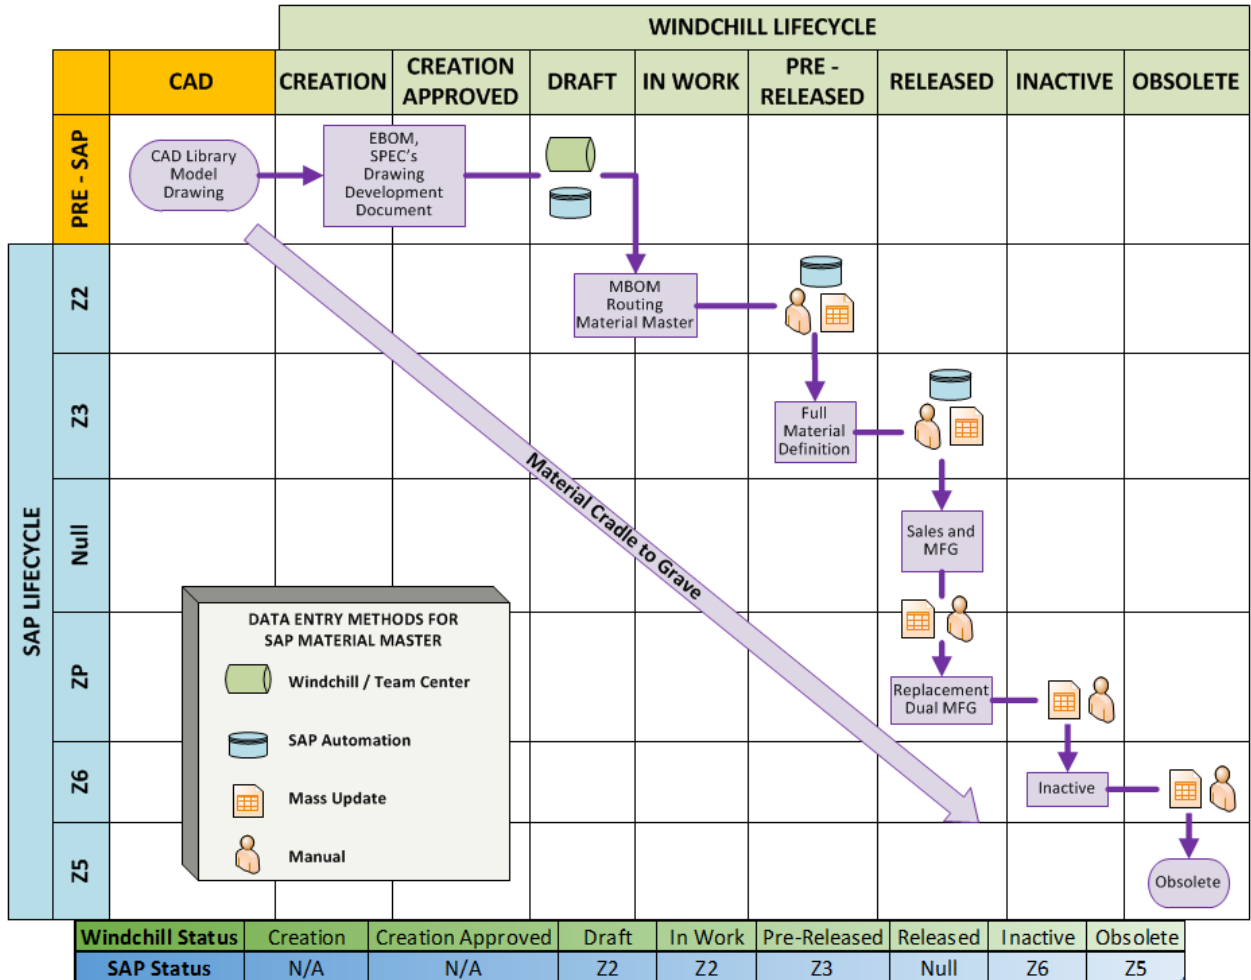 WINDCHILL LIFECYCLE
CAD
CREATION
CREATION
APPROVED
DRAFT
IN WORK
PRE -
RELEASED
RELEASED
INACTIVE
OBSOLETE
PRE - SAP
CAD Library
Model
Drawing
EBOM,
SPEC's
Drawing
Development
Document
SAP LIFECYCLE
Z2
MBOM
Routing
Material Master
Z3
Full
Material
Definition
Material Cradle to Grave
Null
Sales and
MFG
ZP
Replacement
Dual MFG
Z6
Inactive
Z5
Obsolete
DATA ENTRY METHODS FOR
SAP MATERIAL MASTER
Windchill / Team Center
SAP Automation
Mass Update
Manual
Windchill Status Creation Creation Approved Draft In Work Pre-Released Released Inactive Obsolete
SAP Status N/A N/A Z2 Z2 Z3 Null Z6 Z5